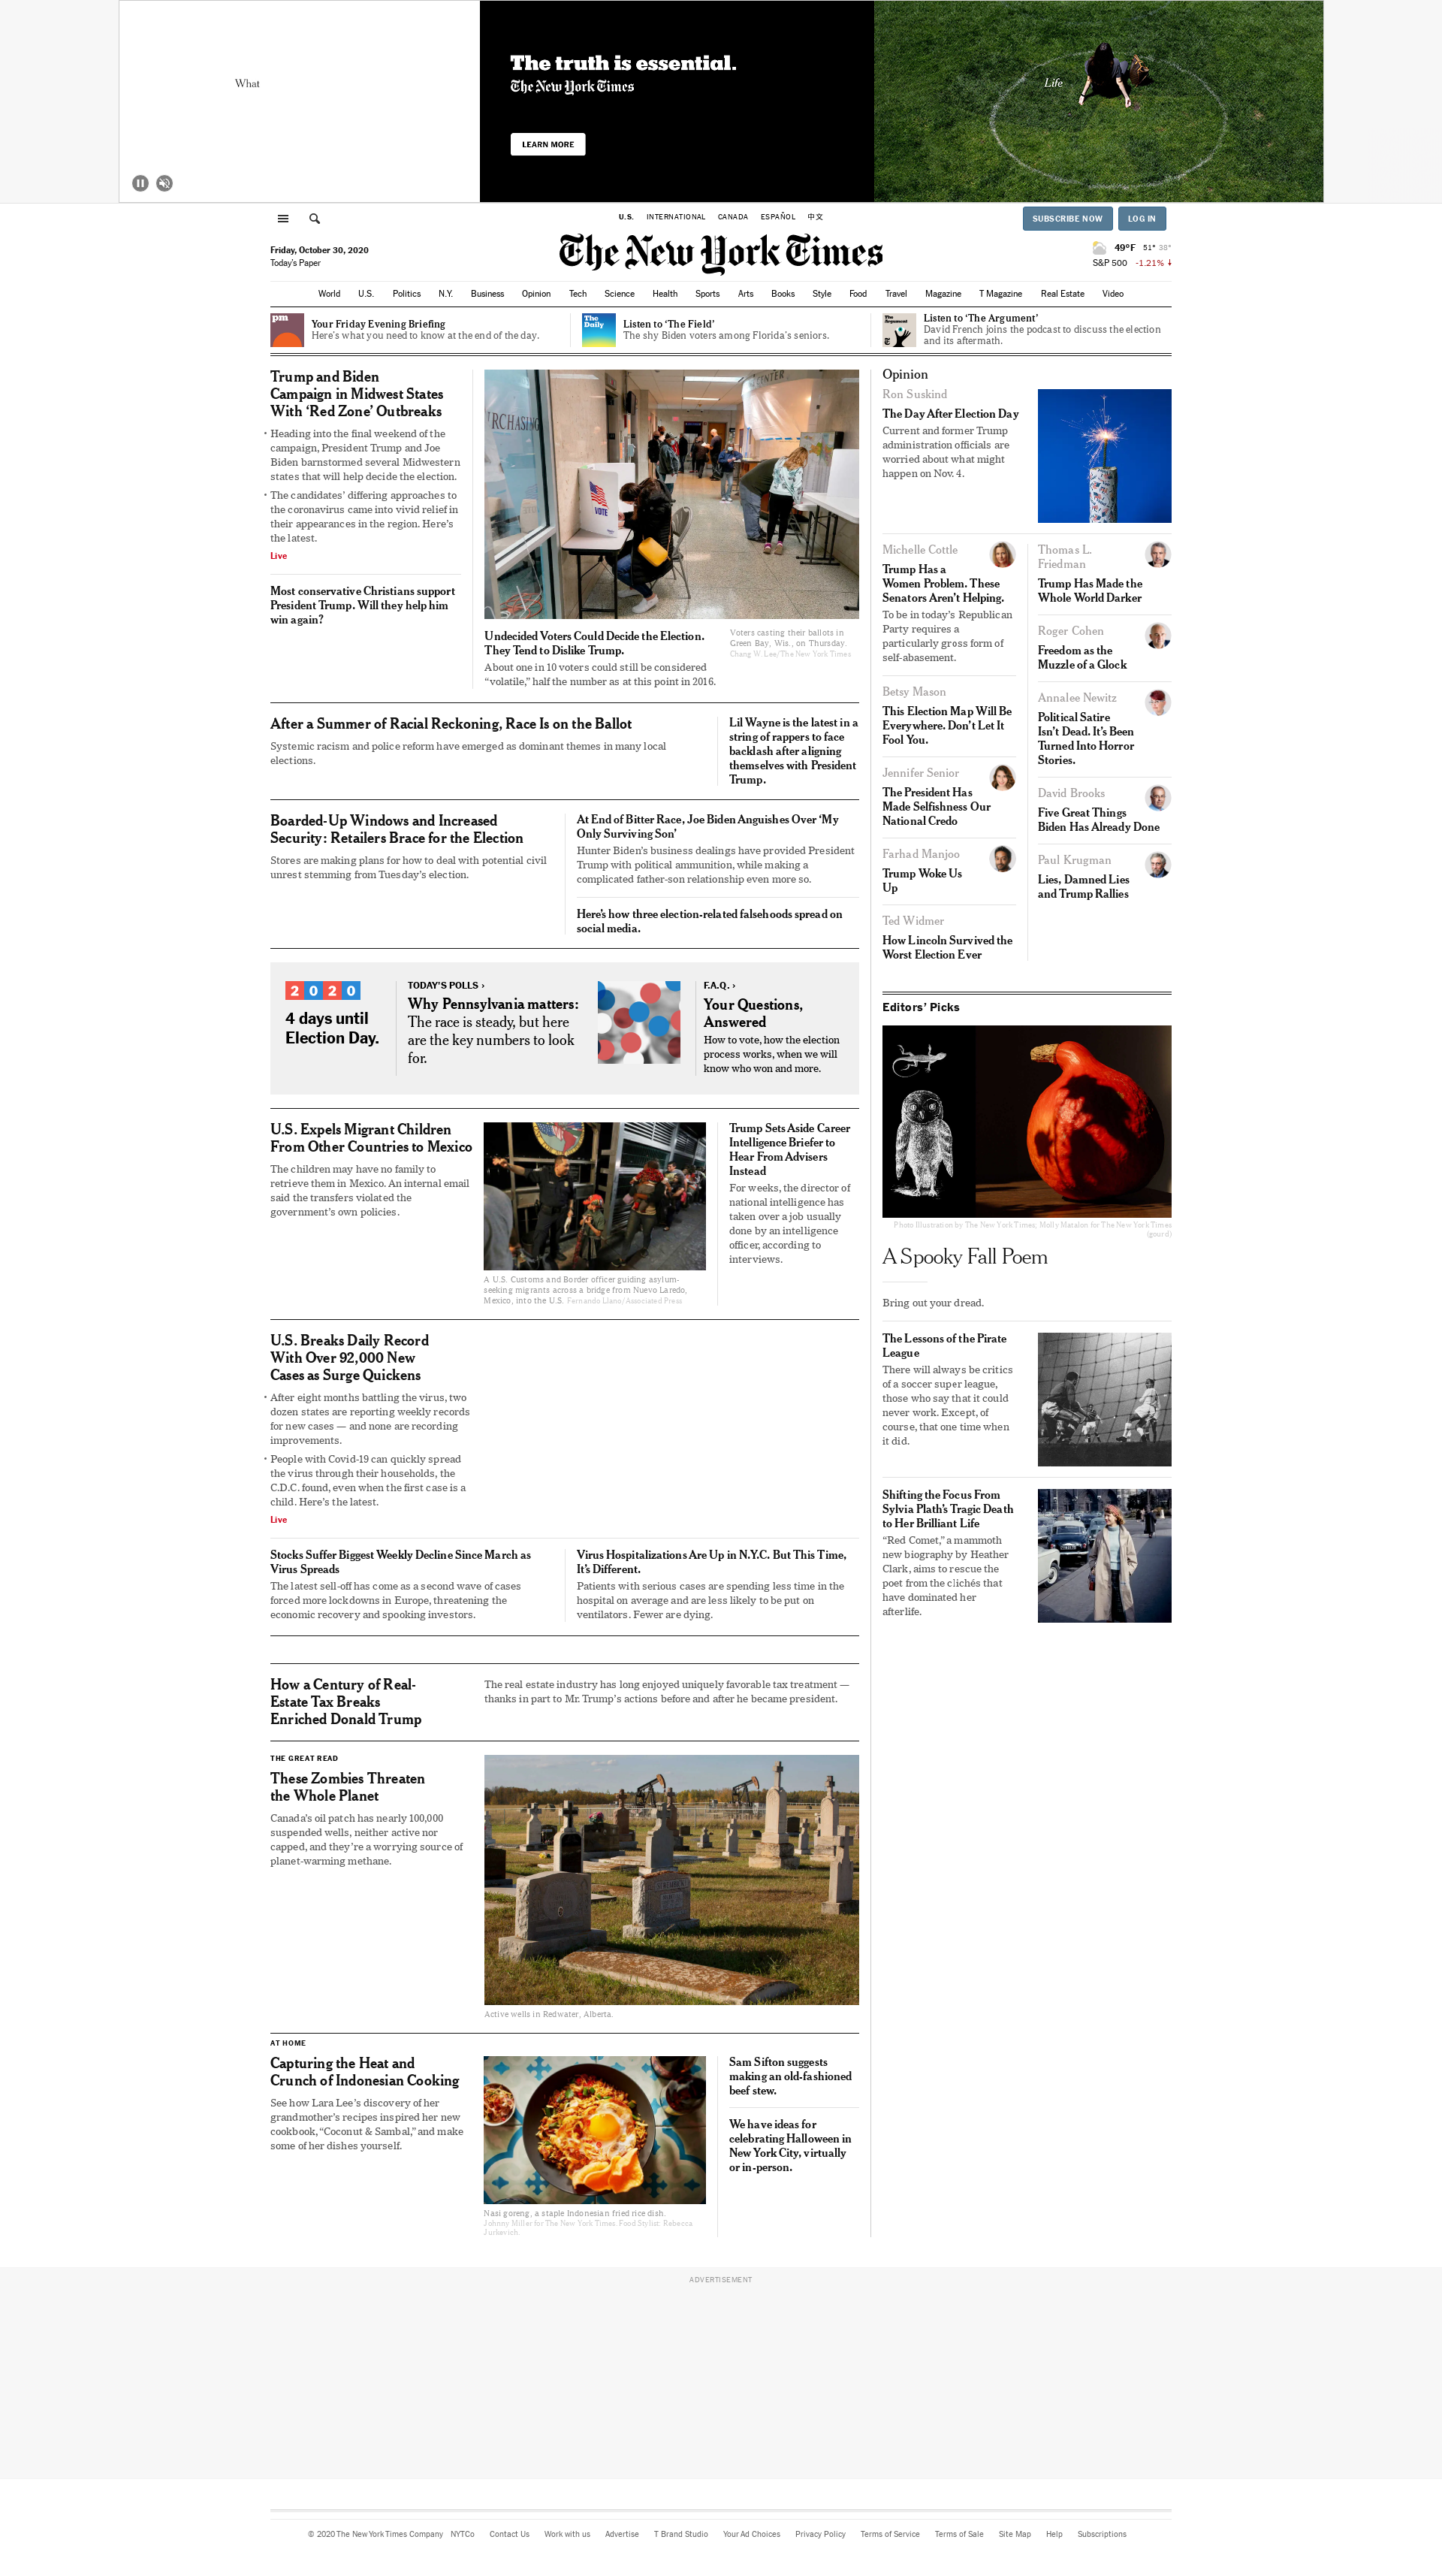 What
The truth is essential.
The New York Times
LEARN MORE
Life
U.S. INTERNATIONAL CANADA ESPAÑOL 中文
SUBSCRIBE NOW LOG IN
Friday, October 30, 2020
Today's Paper
The New York Times
49°F 51° 38°
S&P 500 -1.21%
World U.S. Politics N.Y. Business Opinion Tech Science Health Sports Arts Books Style Food Travel Magazine T Magazine Real Estate Video
pm
Your Friday Evening Briefing
Here's what you need to know at the end of the day.
The
Daily
Listen to 'The Field'
The shy Biden voters among Florida's seniors.
The
Argument
Listen to 'The Argument'
David French joins the podcast to discuss the election
and its aftermath.
Trump and Biden
Campaign in Midwest States
With ‘Red Zone’ Outbreaks
Heading into the final weekend of the
campaign, President Trump and Joe
Biden barnstormed several Midwestern
states that will help decide the election.
The candidates’ differing approaches to
the coronavirus came into vivid relief in
their appearances in the region. Here’s
the latest.
Live
Most conservative Christians support
President Trump. Will they help him
win again?
VOTE
Undecided Voters Could Decide the Election.
They Tend to Dislike Trump.
About one in 10 voters could still be considered
“volatile,” half the number as at this point in 2016.
Voters casting their ballots in
Green Bay, Wis., on Thursday.
Chang W. Lee/The New York Times
After a Summer of Racial Reckoning, Race Is on the Ballot
Systemic racism and police reform have emerged as dominant themes in many local
elections.
Lil Wayne is the latest in a
string of rappers to face
backlash after aligning
themselves with President
Trump.
Boarded-Up Windows and Increased
Security: Retailers Brace for the Election
Stores are making plans for how to deal with potential civil
unrest stemming from Tuesday’s election.
At End of Bitter Race, Joe Biden Anguishes Over ‘My
Only Surviving Son’
Hunter Biden’s business dealings have provided President
Trump with political ammunition, while making a
complicated father-son relationship even more so.
Here’s how three election-related falsehoods spread on
social media.
2020
4 days until
Election Day.
TODAY'S POLLS ›
Why Pennsylvania matters:
The race is steady, but here
are the key numbers to look
for.
F.A.Q. ›
Your Questions,
Answered
How to vote, how the election
process works, when we will
know who won and more.
U.S. Expels Migrant Children
From Other Countries to Mexico
The children may have no family to
retrieve them in Mexico. An internal email
said the transfers violated the
government’s own policies.
A U.S. Customs and Border officer guiding asylum-
seeking migrants across a bridge from Nuevo Laredo,
Mexico, into the U.S. Fernando Llano/Associated Press
Trump Sets Aside Career
Intelligence Briefer to
Hear From Advisers
Instead
For weeks, the director of
national intelligence has
taken over a job usually
done by an intelligence
officer, according to
interviews.
U.S. Breaks Daily Record
With Over 92,000 New
Cases as Surge Quickens
After eight months battling the virus, two
dozen states are reporting weekly records
for new cases — and none are recording
improvements.
People with Covid-19 can quickly spread
the virus through their households, the
C.D.C. found, even when the first case is a
child. Here’s the latest.
Live
Stocks Suffer Biggest Weekly Decline Since March as
Virus Spreads
The latest sell-off has come as a second wave of cases
forced more lockdowns in Europe, threatening the
economic recovery and spooking investors.
Virus Hospitalizations Are Up in N.Y.C. But This Time,
It’s Different.
Patients with serious cases are spending less time in the
hospital on average and are less likely to be put on
ventilators. Fewer are dying.
How a Century of Real-
Estate Tax Breaks
Enriched Donald Trump
The real estate industry has long enjoyed uniquely favorable tax treatment —
thanks in part to Mr. Trump’s actions before and after he became president.
THE GREAT READ
These Zombies Threaten
the Whole Planet
Canada’s oil patch has nearly 100,000
suspended wells, neither active nor
capped, and they’re a worrying source of
planet-warming methane.
Active wells in Redwater, Alberta.
AT HOME
Capturing the Heat and
Crunch of Indonesian Cooking
See how Lara Lee’s discovery of her
grandmother’s recipes inspired her new
cookbook, “Coconut & Sambal,” and make
some of her dishes yourself.
Nasi goreng, a staple Indonesian fried rice dish.
Johnny Miller for The New York Times. Food Stylist: Rebecca
Jurkevich.
Sam Sifton suggests
making an old-fashioned
beef stew.
We have ideas for
celebrating Halloween in
New York City, virtually
or in-person.
Opinion
Ron Suskind
The Day After Election Day
Current and former Trump
administration officials are
worried about what might
happen on Nov. 4.
Michelle Cottle
Trump Has a
Women Problem. These
Senators Aren’t Helping.
To be in today’s Republican
Party requires a
particularly gross form of
self-abasement.
Betsy Mason
This Election Map Will Be
Everywhere. Don’t Let It
Fool You.
Jennifer Senior
The President Has
Made Selfishness Our
National Credo
Farhad Manjoo
Trump Woke Us
Up
Ted Widmer
How Lincoln Survived the
Worst Election Ever
Thomas L.
Friedman
Trump Has Made the
Whole World Darker
Roger Cohen
Freedom as the
Muzzle of a Glock
Annalee Newitz
Political Satire
Isn’t Dead. It’s Been
Turned Into Horror
Stories.
David Brooks
Five Great Things
Biden Has Already Done
Paul Krugman
Lies, Damned Lies
and Trump Rallies
Editors’ Picks
Photo Illustration by The New York Times; Molly Matalon for The New York Times
(gourd)
A Spooky Fall Poem
Bring out your dread.
The Lessons of the Pirate
League
There will always be critics
of a soccer super league,
those who say that it could
never work. Except, of
course, that one time when
it did.
Shifting the Focus From
Sylvia Plath’s Tragic Death
to Her Brilliant Life
“Red Comet,” a mammoth
new biography by Heather
Clark, aims to rescue the
poet from the clichés that
have dominated her
afterlife.
ADVERTISEMENT
© 2020 The New York Times Company NYTCo Contact Us Work with us Advertise T Brand Studio Your Ad Choices Privacy Policy Terms of Service Terms of Sale Site Map Help Subscriptions